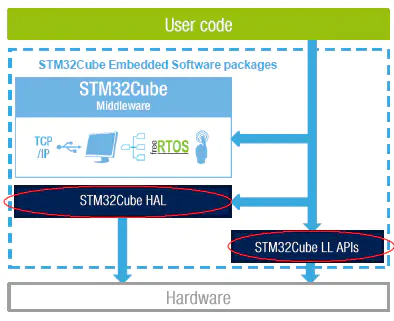 User code
STM32Cube Embedded Software packages
STM32Cube
Middleware
TCP
/IP
free RTOS
STM32Cube HAL
STM32Cube LL APIs
Hardware